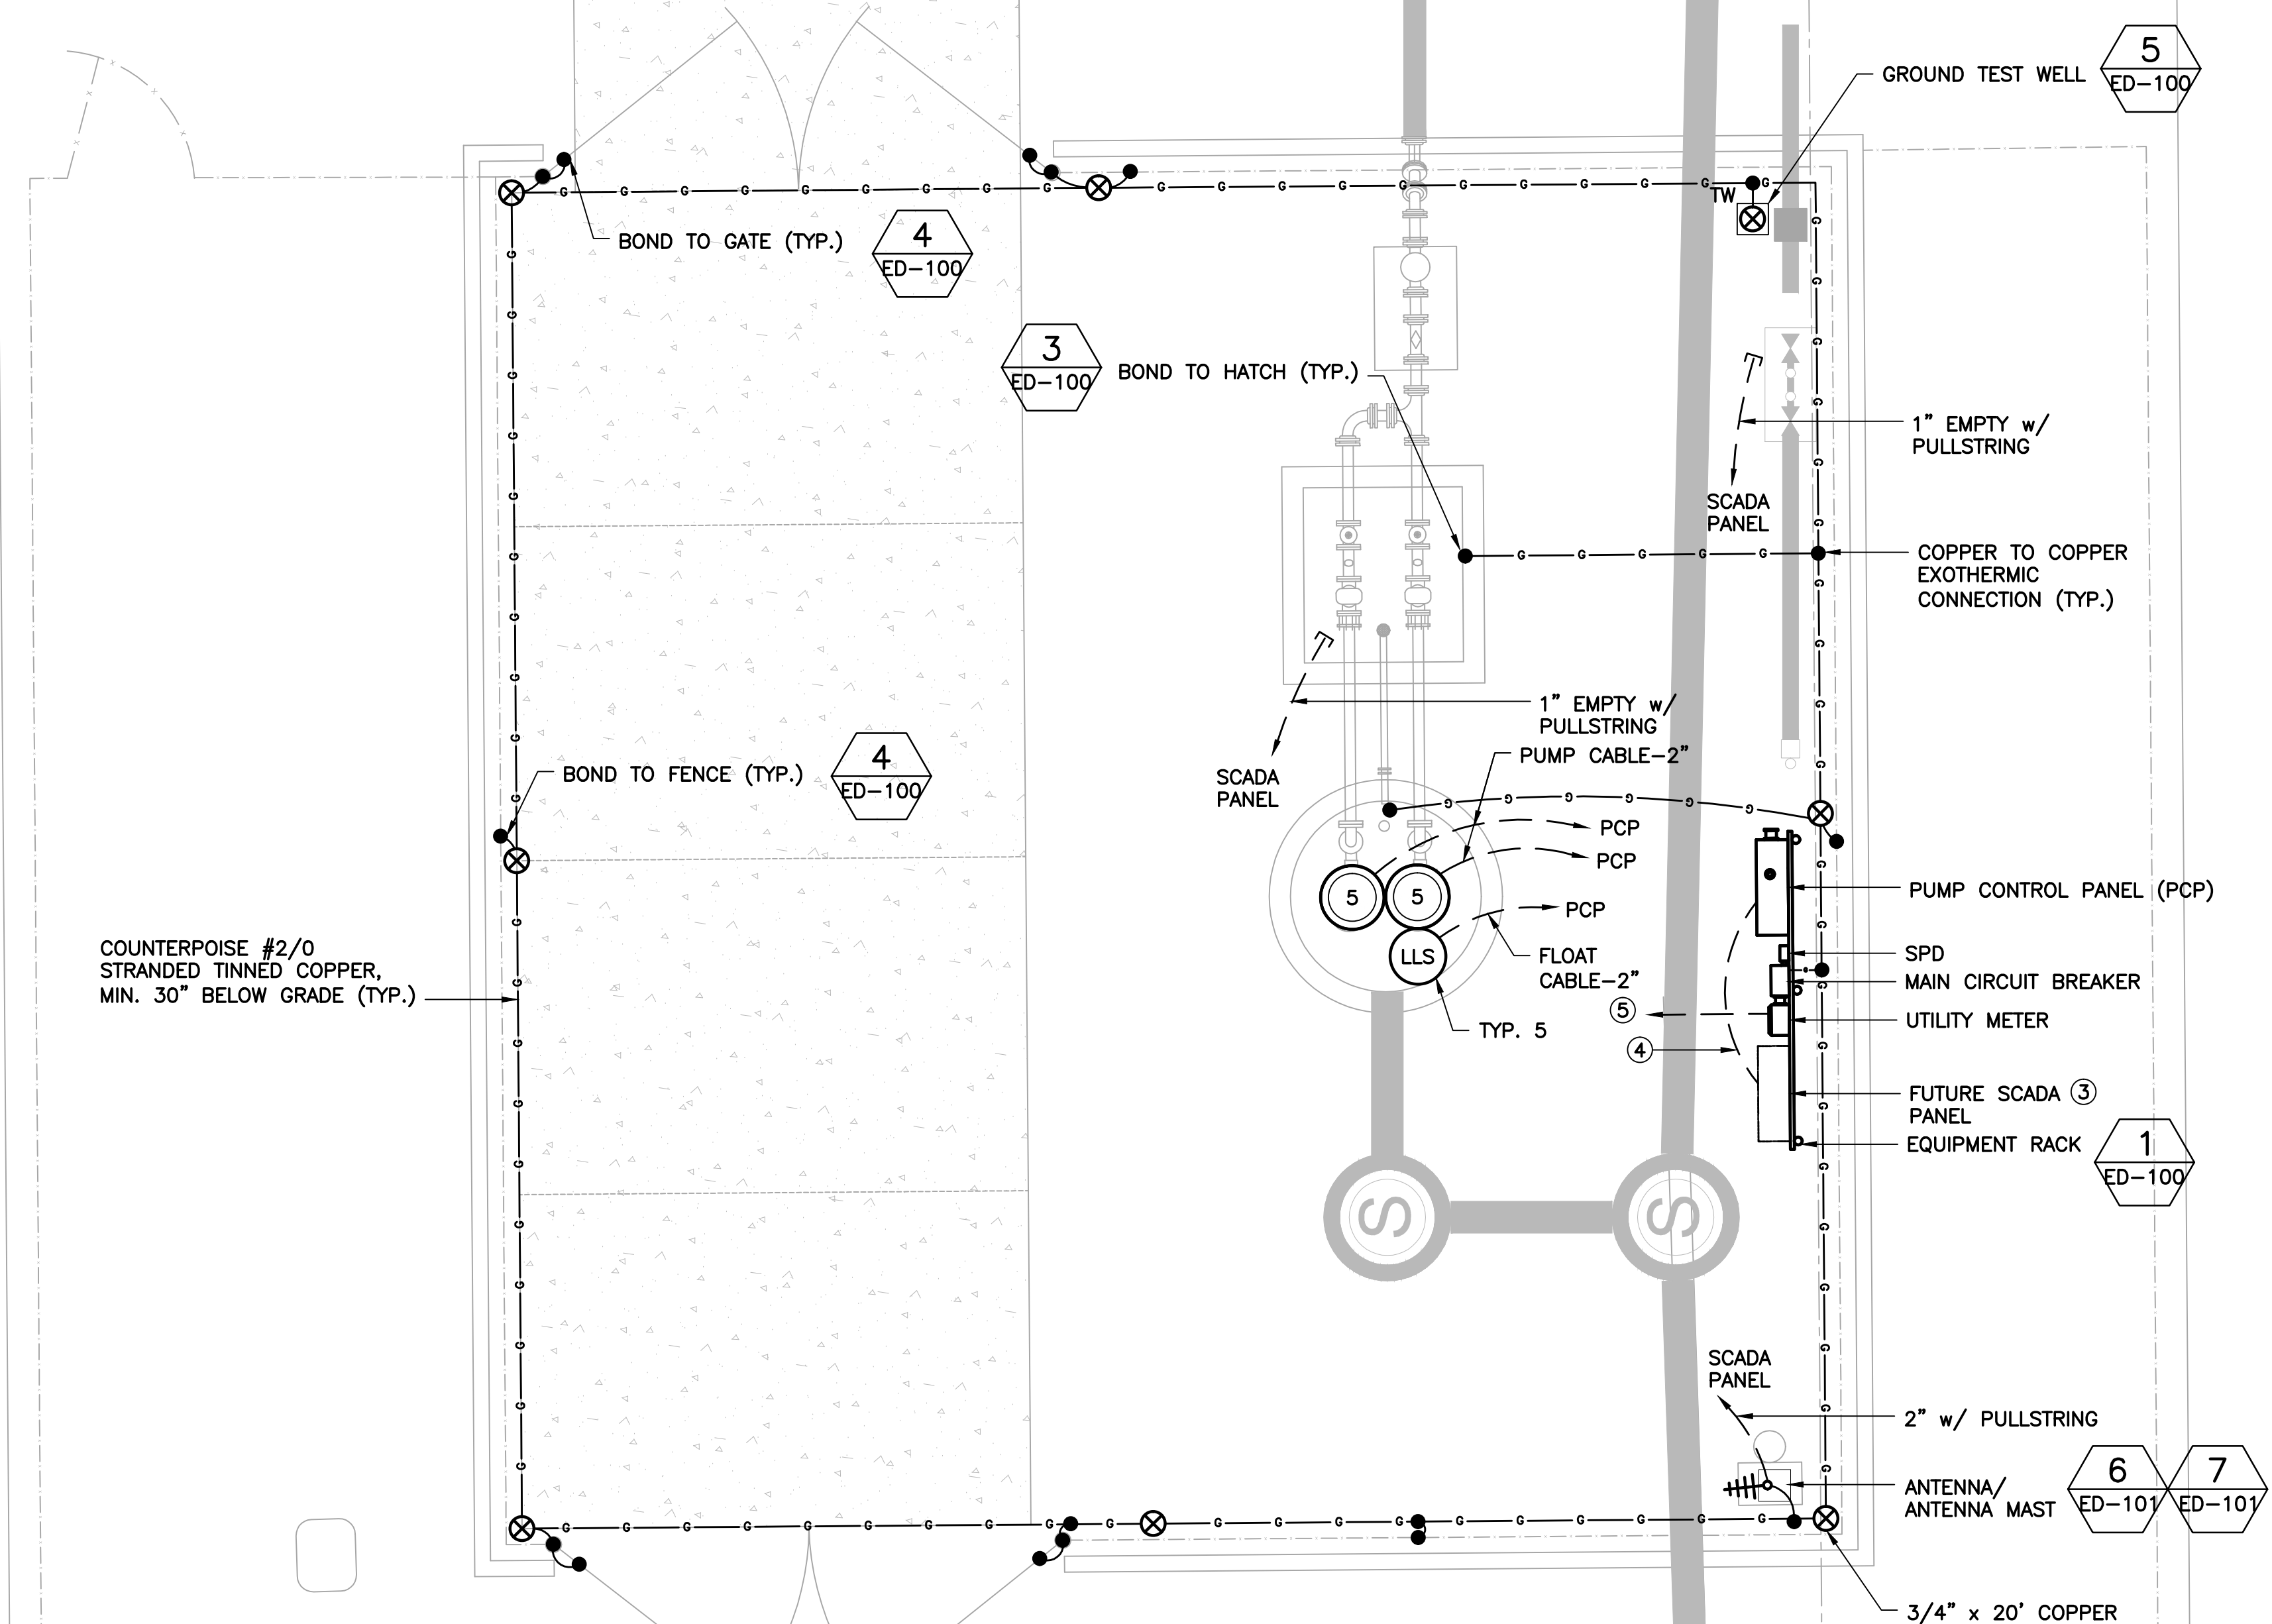 5
ED-100
GROUND TEST WELL
TW
BOND TO GATE (TYP.)
4
ED-100
3
ED-100
BOND TO HATCH (TYP.)
1" EMPTY w/
PULLSTRING
SCADA
PANEL
COPPER TO COPPER
EXOTHERMIC
CONNECTION (TYP.)
1" EMPTY w/
PULLSTRING
SCADA
PANEL
PUMP CABLE-2"
BOND TO FENCE (TYP.)
4
ED-100
PCP
PCP
PCP
5
5
LLS
FLOAT
CABLE-2"
TYP. 5
PUMP CONTROL PANEL (PCP)
SPD
MAIN CIRCUIT BREAKER
UTILITY METER
5
4
FUTURE SCADA 3
PANEL
EQUIPMENT RACK
1
ED-100
COUNTERPOISE #2/0
STRANDED TINNED COPPER,
MIN. 30" BELOW GRADE (TYP.)
S
S
SCADA
PANEL
2" w/ PULLSTRING
ANTENNA/
ANTENNA MAST
6
ED-101
7
ED-101
3/4" x 20' COPPER
G G G G G G G G G G G G G G G G G G G G
G G G G G G G G G G G G G G G G G G G G
G G G G G
G G G G G G
G G G G G G G G G G G G G G G G G G G G
G G G G G G G G G G G G G G G G G G G